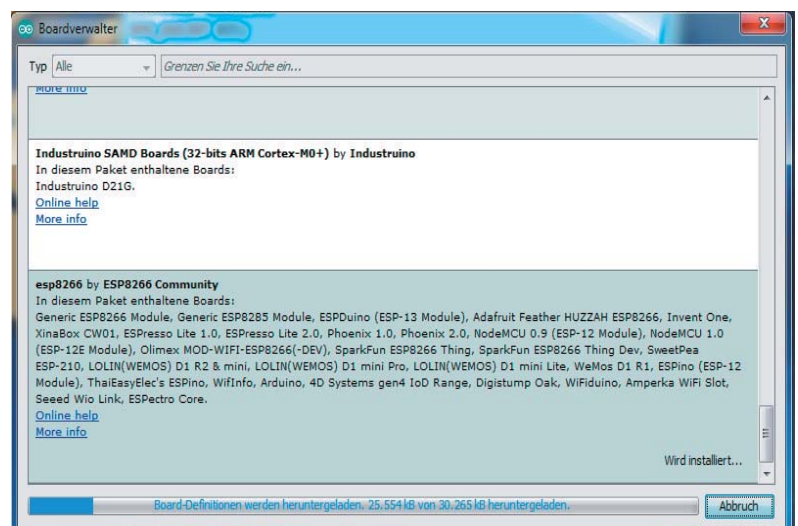 Boardverwalter
Typ Alle Grenzen Sie Ihre Suche ein...
More info
Industruino SAMD Boards (32-bits ARM Cortex-M0+) by Industruino
In diesem Paket enthaltene Boards:
Industruino D21G.
Online help
More info
esp8266 by ESP8266 Community
In diesem Paket enthaltene Boards:
Generic ESP8266 Module, Generic ESP8285 Module, ESPDuino (ESP-13 Module), Adafruit Feather HUZZAH ESP8266, Invent One,
XinaBox CW01, ESPresso Lite 1.0, ESPresso Lite 2.0, Phoenix 1.0, Phoenix 2.0, NodeMCU 0.9 (ESP-12 Module), NodeMCU 1.0
(ESP-12E Module), Olimex MOD-WIFI-ESP8266(-DEV), SparkFun ESP8266 Thing, SparkFun ESP8266 Thing Dev, SweetPea
ESP-210, LOLIN(WEMOS) D1 R2 & mini, LOLIN(WEMOS) D1 mini Pro, LOLIN(WEMOS) D1 mini Lite, WeMos D1 R1, ESPino (ESP-12
Module), ThaiEasyElec's ESPino, WifInfo, Arduino, 4D Systems gen4 IoD Range, Digistump Oak, WiFiduino, Amperka WiFi Slot,
Seeed Wio Link, ESPectro Core.
Online help
More info
Wird installiert...
Board-Definitionen werden heruntergeladen. 25.554 kB von 30.265 kB heruntergeladen.
Abbruch